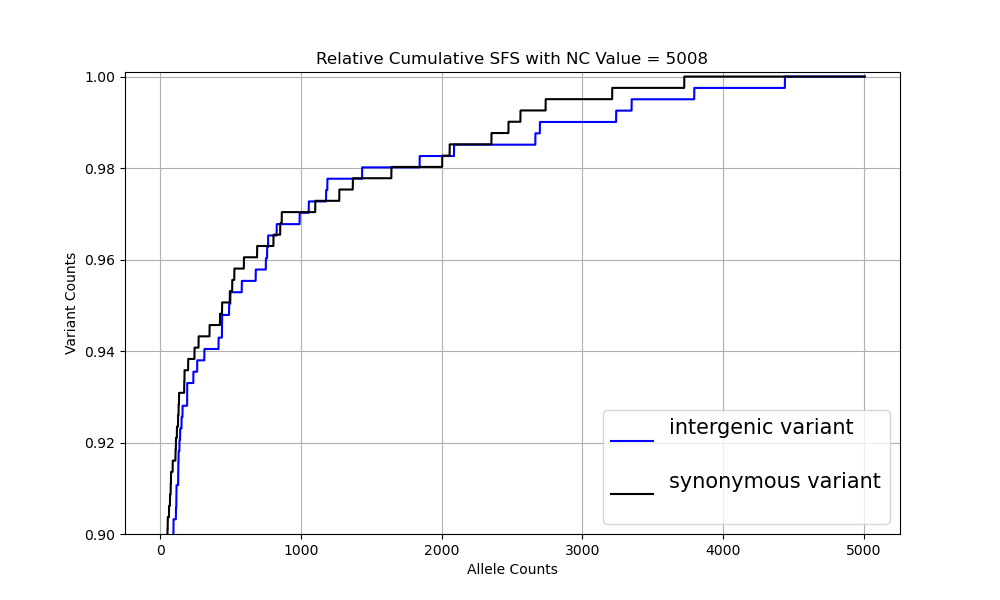 Relative Cumulative SFS with NC Value = 5008
1.00
0.98
0.96
0.94
0.92
0.90
Variant Counts
intergenic variant
synonymous variant
0
1000
2000
3000
4000
5000
Allele Counts